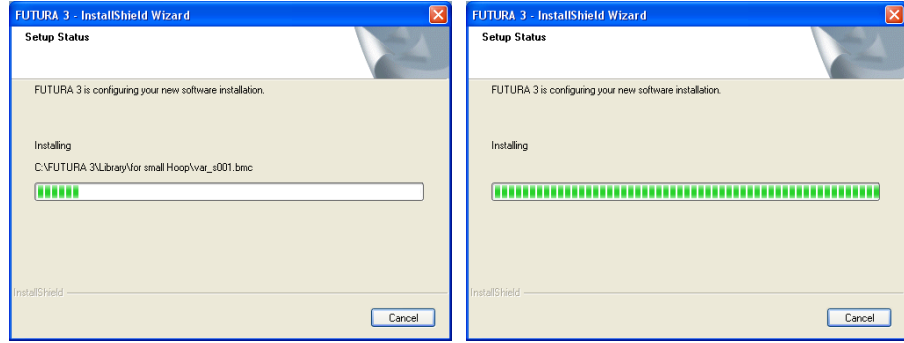 FUTURA 3 - InstallShield Wizard
Setup Status
FUTURA 3 is configuring your new software installation.
Installing
C:\FUTURA 3\Library\for small Hoop\var_s001.bmc
InstallShield
Cancel
FUTURA 3 - InstallShield Wizard
Setup Status
FUTURA 3 is configuring your new software installation.
Installing
InstallShield
Cancel